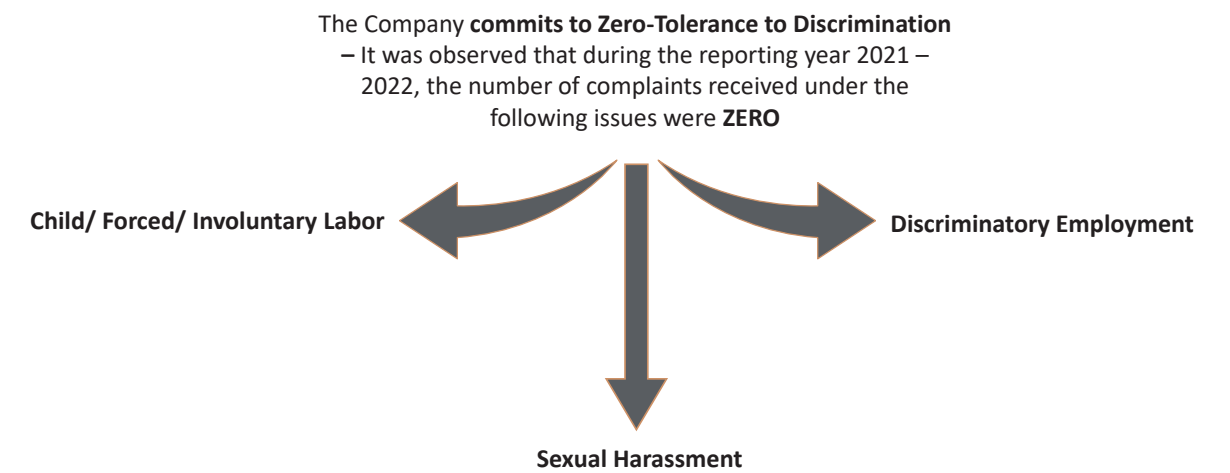 The Company commits to Zero-Tolerance to Discrimination
– It was observed that during the reporting year 2021 –
2022, the number of complaints received under the
following issues were ZERO
Child/ Forced/ Involuntary Labor
Discriminatory Employment
Sexual Harassment